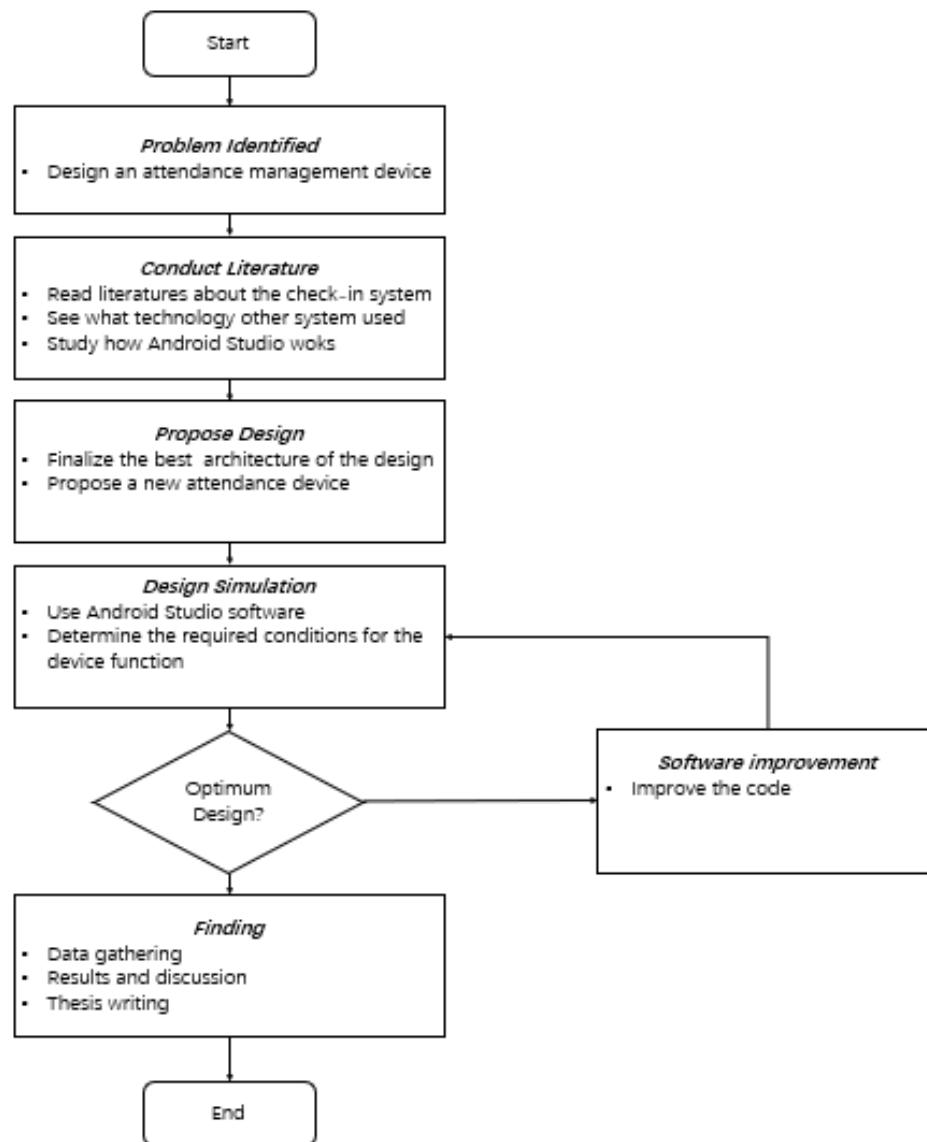 Start
Problem Identified
▪ Design an attendance management device
Conduct Literature
▪ Read literatures about the check-in system
▪ See what technology other system used
▪ Study how Android Studio woks
Propose Design
▪ Finalize the best architecture of the design
▪ Propose a new attendance device
Design Simulation
▪ Use Android Studio software
▪ Determine the required conditions for the
device function
Optimum
Design?
Software improvement
▪ Improve the code
Finding
▪ Data gathering
▪ Results and discussion
▪ Thesis writing
End